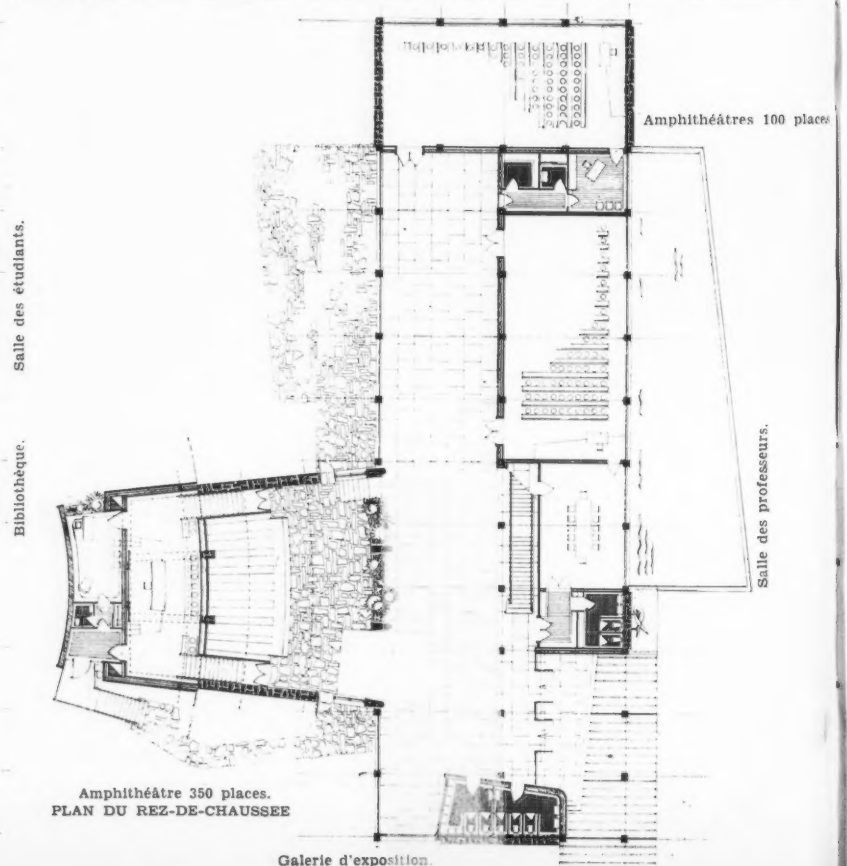 Amphithéâtres 100 places
Salle des étudiants.
Bibliothèque.
Salle des professeurs.
Amphithéâtre 350 places.
PLAN DU REZ-DE-CHAUSSEE
Galerie d'exposition.